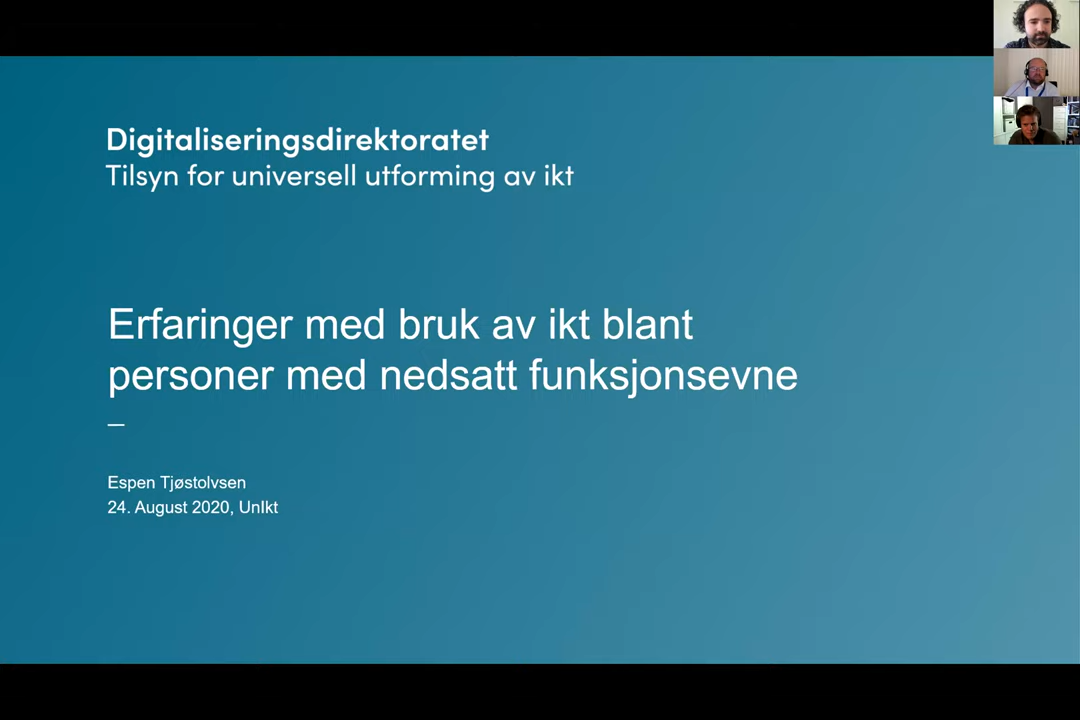 Digitaliseringsdirektoratet
Tilsyn for universell utforming av ikt
Erfaringer med bruk av ikt blant
personer med nedsatt funksjonsevne
—
Espen Tjøstolvsen
24. August 2020, UnIkt